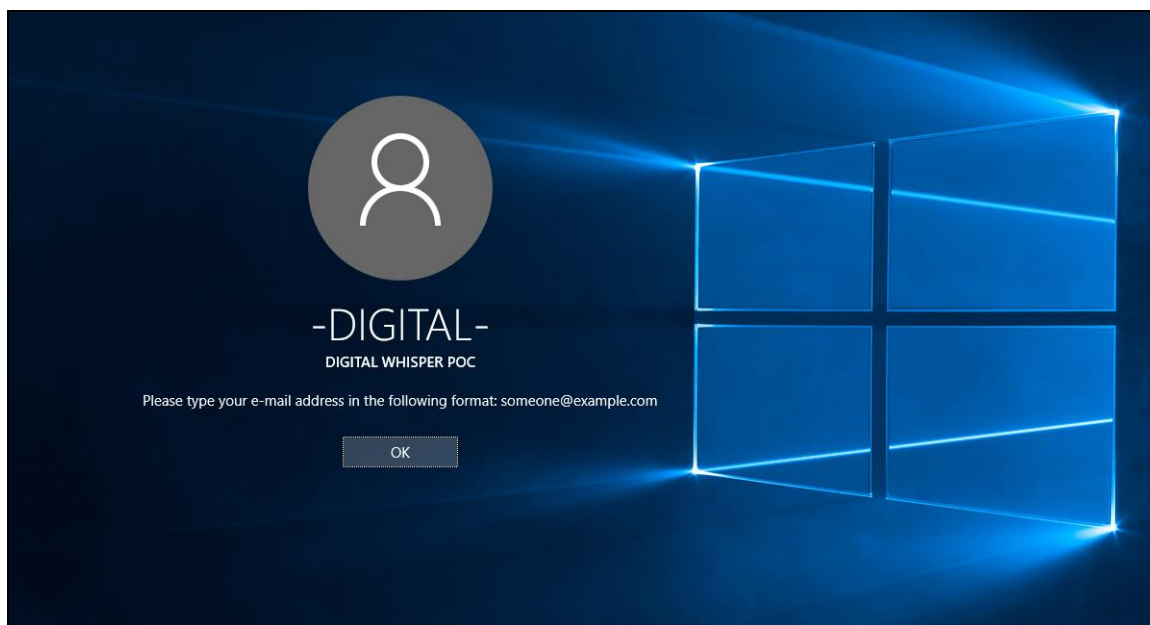 -DIGITAL-
DIGITAL WHISPER POC
Please type your e-mail address in the following format: someone@example.com
OK